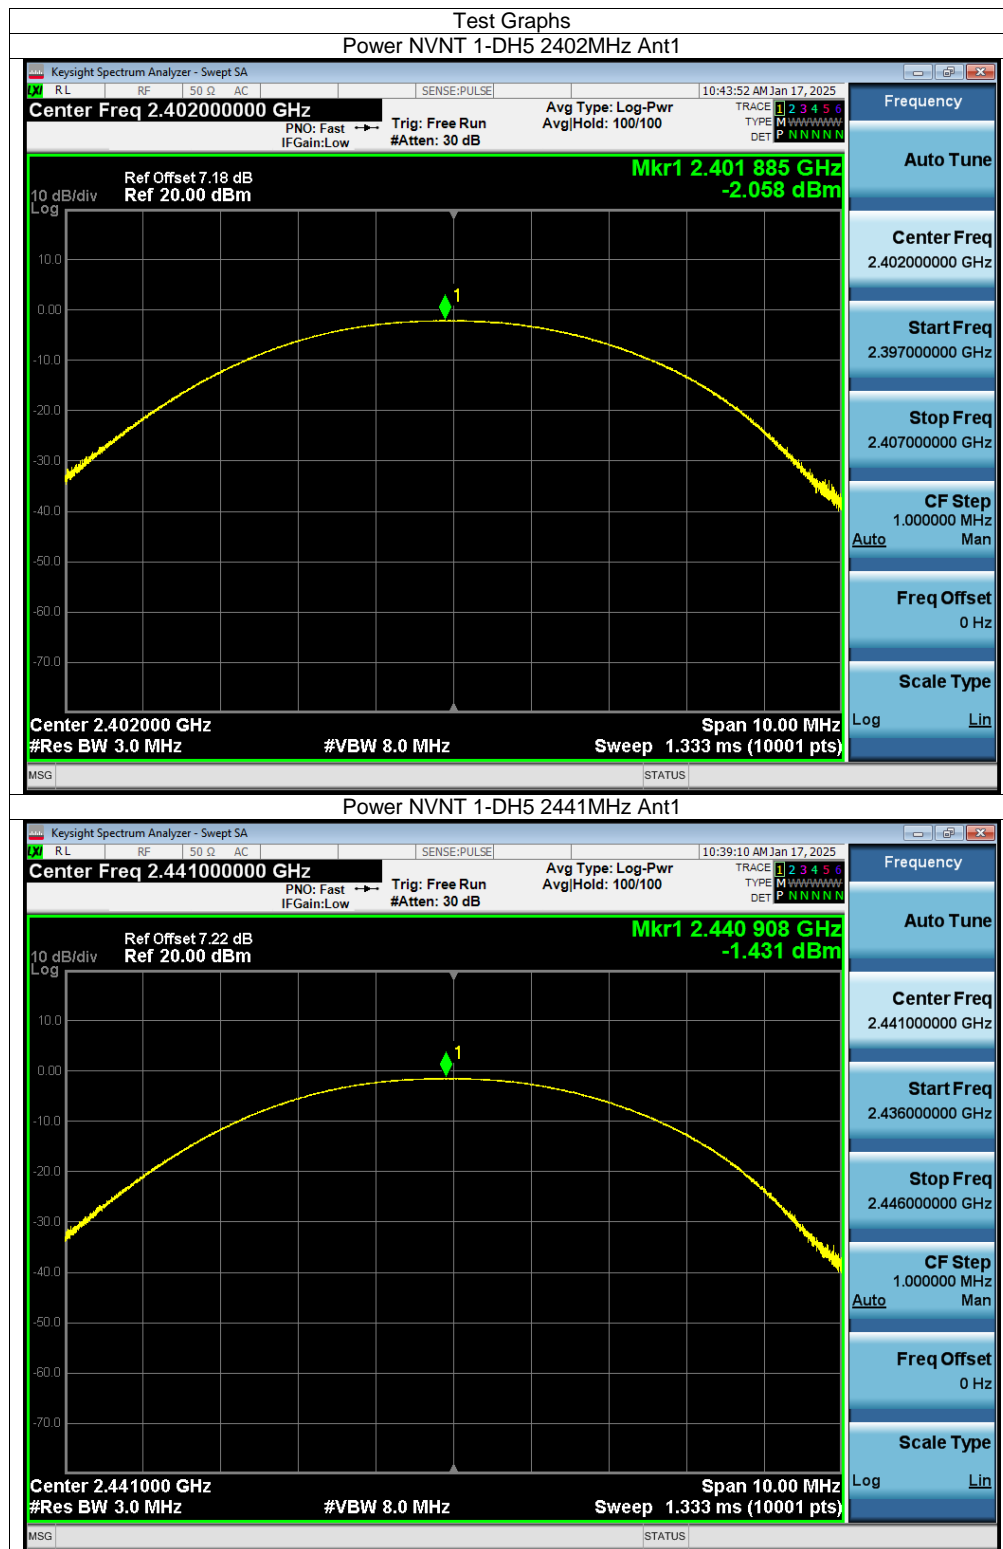 Test Graphs
Power NVNT 1-DH5 2402MHz Ant1
Keysight Spectrum Analyzer - Swept SA
LXI RL RF 50 Ω AC SENSE:PULSE 10:43:52 AM Jan 17, 2025
Center Freq 2.402000000 GHz Avg Type: Log-Pwr TRACE 1 2 3 4 5 6
PNO: Fast Trig: Free Run Avg|Hold: 100/100 TYPE M WWWWW
IFGain:Low #Atten: 30 dB DET P N N N N N
Frequency
Auto Tune
Mkr1 2.401 885 GHz
-2.058 dBm
Ref Offset 7.18 dB
10 dB/div Ref 20.00 dBm
Log
10.0
0.00
-10.0
-20.0
-30.0
-40.0
-50.0
-60.0
-70.0
1
Center Freq
2.402000000 GHz
Start Freq
2.397000000 GHz
Stop Freq
2.407000000 GHz
CF Step
1.000000 MHz
Auto Man
Freq Offset
0 Hz
Scale Type
Log Lin
Center 2.402000 GHz Span 10.00 MHz
#Res BW 3.0 MHz #VBW 8.0 MHz Sweep 1.333 ms (10001 pts)
MSG STATUS
Power NVNT 1-DH5 2441MHz Ant1
Keysight Spectrum Analyzer - Swept SA
LXI RL RF 50 Ω AC SENSE:PULSE 10:39:10 AM Jan 17, 2025
Center Freq 2.441000000 GHz Avg Type: Log-Pwr TRACE 1 2 3 4 5 6
PNO: Fast Trig: Free Run Avg|Hold: 100/100 TYPE M WWWWW
IFGain:Low #Atten: 30 dB DET P N N N N N
Frequency
Auto Tune
Mkr1 2.440 908 GHz
-1.431 dBm
Ref Offset 7.22 dB
10 dB/div Ref 20.00 dBm
Log
10.0
0.00
-10.0
-20.0
-30.0
-40.0
-50.0
-60.0
-70.0
1
Center Freq
2.441000000 GHz
Start Freq
2.436000000 GHz
Stop Freq
2.446000000 GHz
CF Step
1.000000 MHz
Auto Man
Freq Offset
0 Hz
Scale Type
Log Lin
Center 2.441000 GHz Span 10.00 MHz
#Res BW 3.0 MHz #VBW 8.0 MHz Sweep 1.333 ms (10001 pts)
MSG STATUS